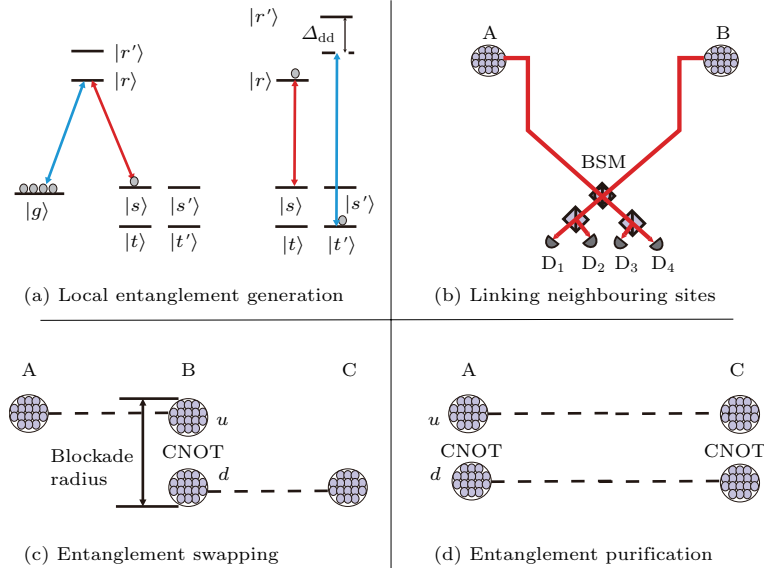 |r′⟩
|r⟩
|g⟩
|s⟩ |s′⟩
|t⟩ |t′⟩
|r′⟩
Δdd
|r⟩
|s⟩ |s′⟩
|t⟩ |t′⟩
(a) Local entanglement generation
A B
BSM
D₁ D₂ D₃ D₄
(b) Linking neighbouring sites
A B C
u
Blockade
radius
CNOT
d
(c) Entanglement swapping
A C
u
CNOT CNOT
d
(d) Entanglement purification